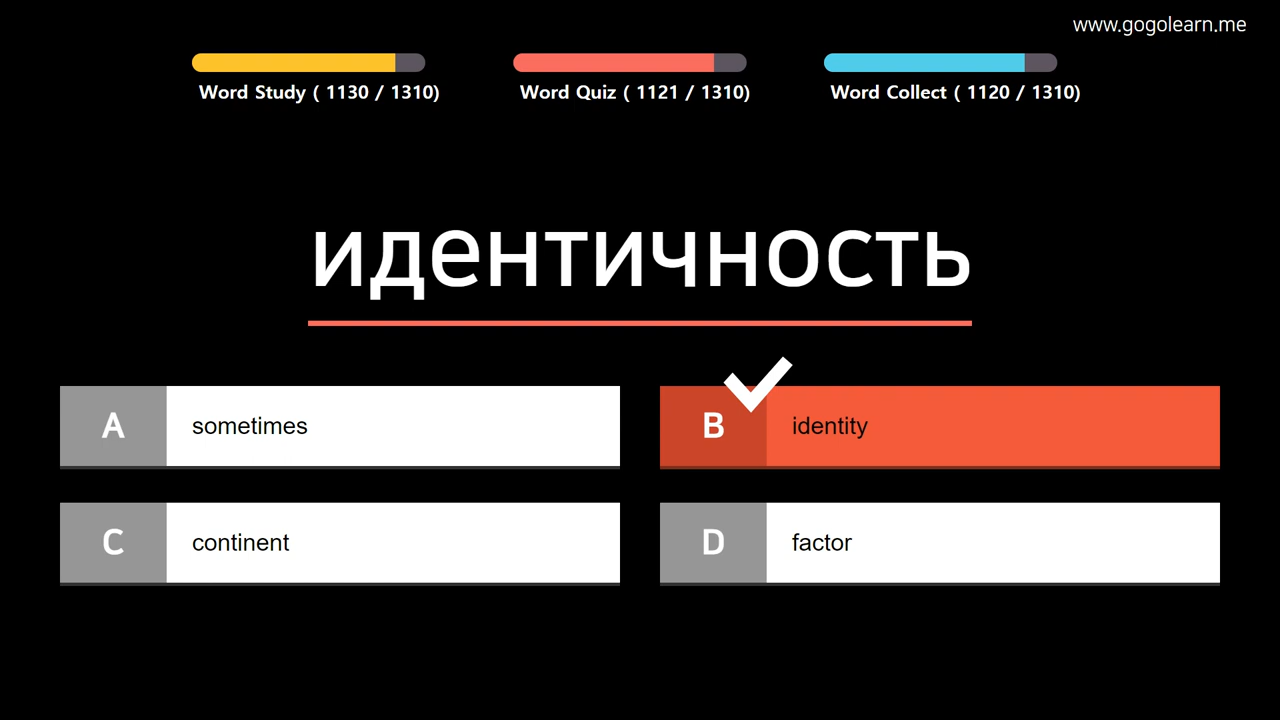 www.gogolearn.me
Word Study ( 1130 / 1310)
Word Quiz ( 1121 / 1310)
Word Collect ( 1120 / 1310)
идентичность
A sometimes
B identity
C continent
D factor